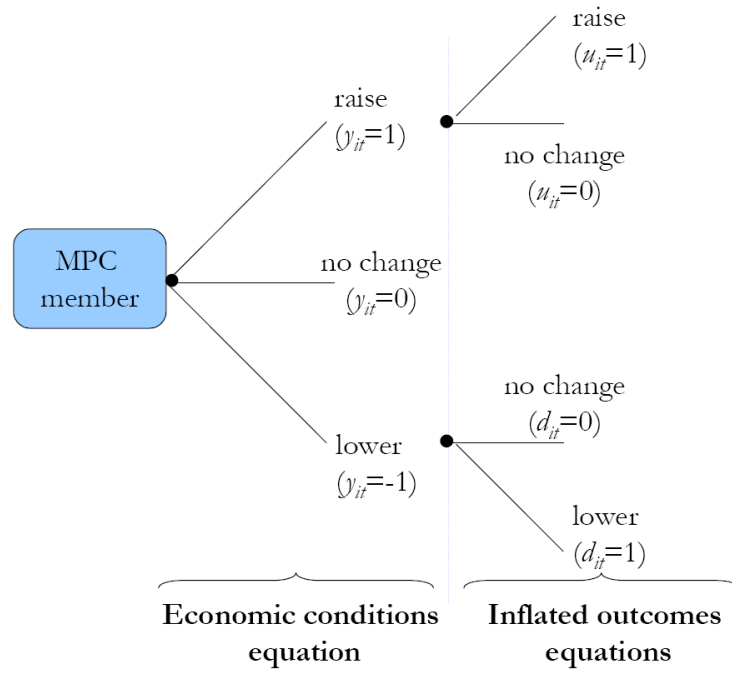 raise
(u_it=1)
raise
(y_it=1)
no change
(u_it=0)
MPC
member
no change
(y_it=0)
no change
(d_it=0)
lower
(y_it=-1)
lower
(d_it=1)
Economic conditions
equation
Inflated outcomes
equations